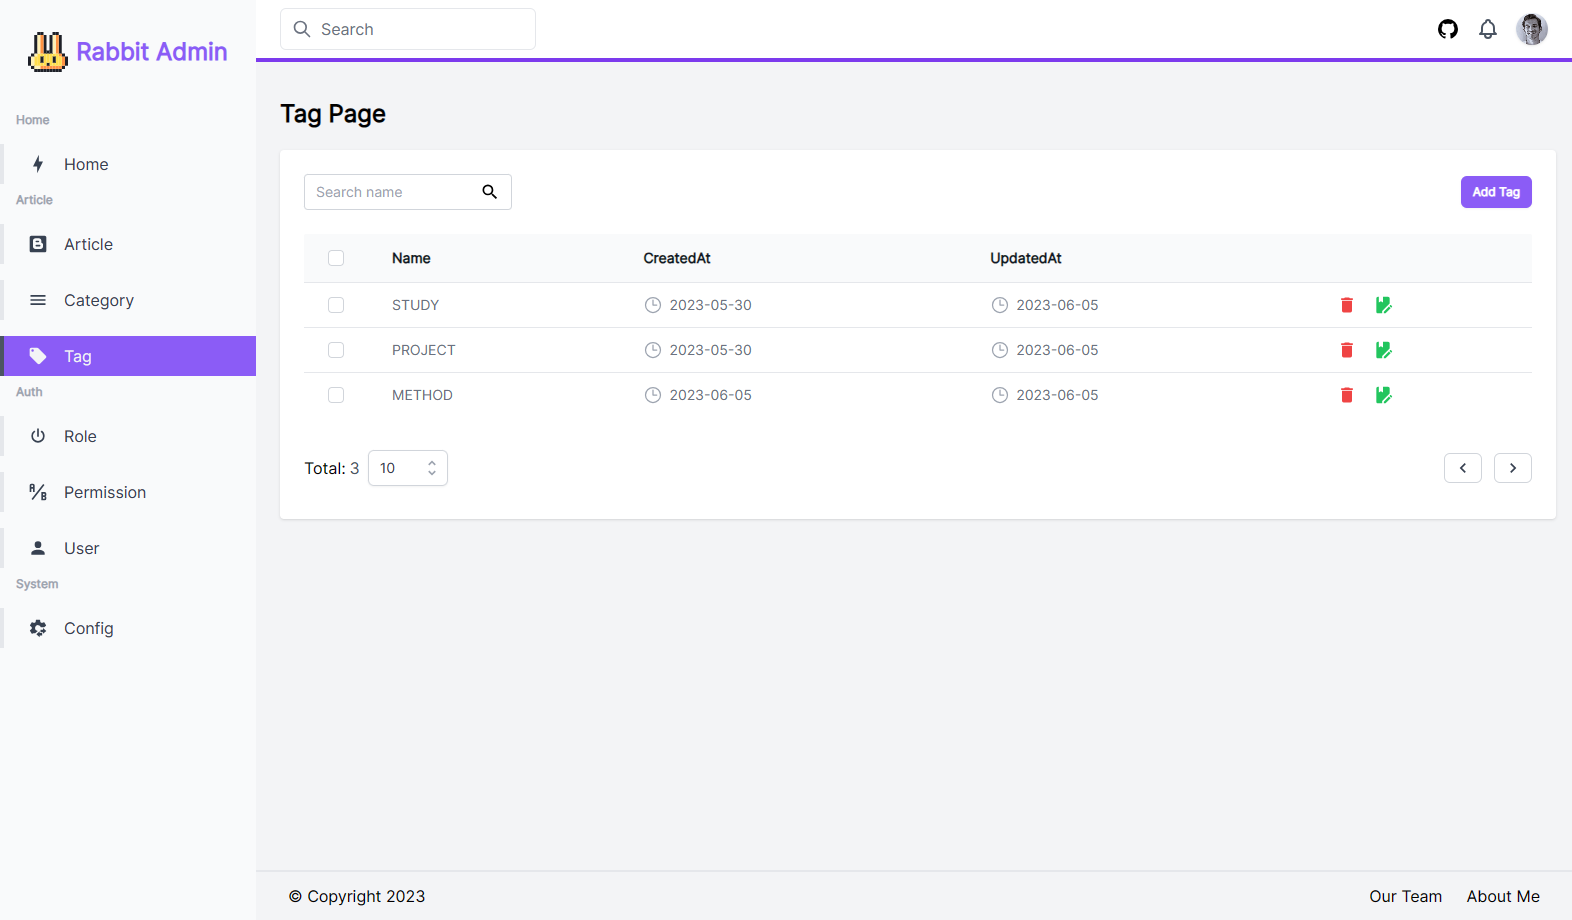 Rabbit Admin
Search
Home
Home
Article
Article
Category
Tag
Auth
Role
Permission
User
System
Config
Tag Page
Search name
Add Tag
Name CreatedAt UpdatedAt
STUDY 2023-05-30 2023-06-05
PROJECT 2023-05-30 2023-06-05
METHOD 2023-06-05 2023-06-05
Total: 3 10
© Copyright 2023
Our Team About Me